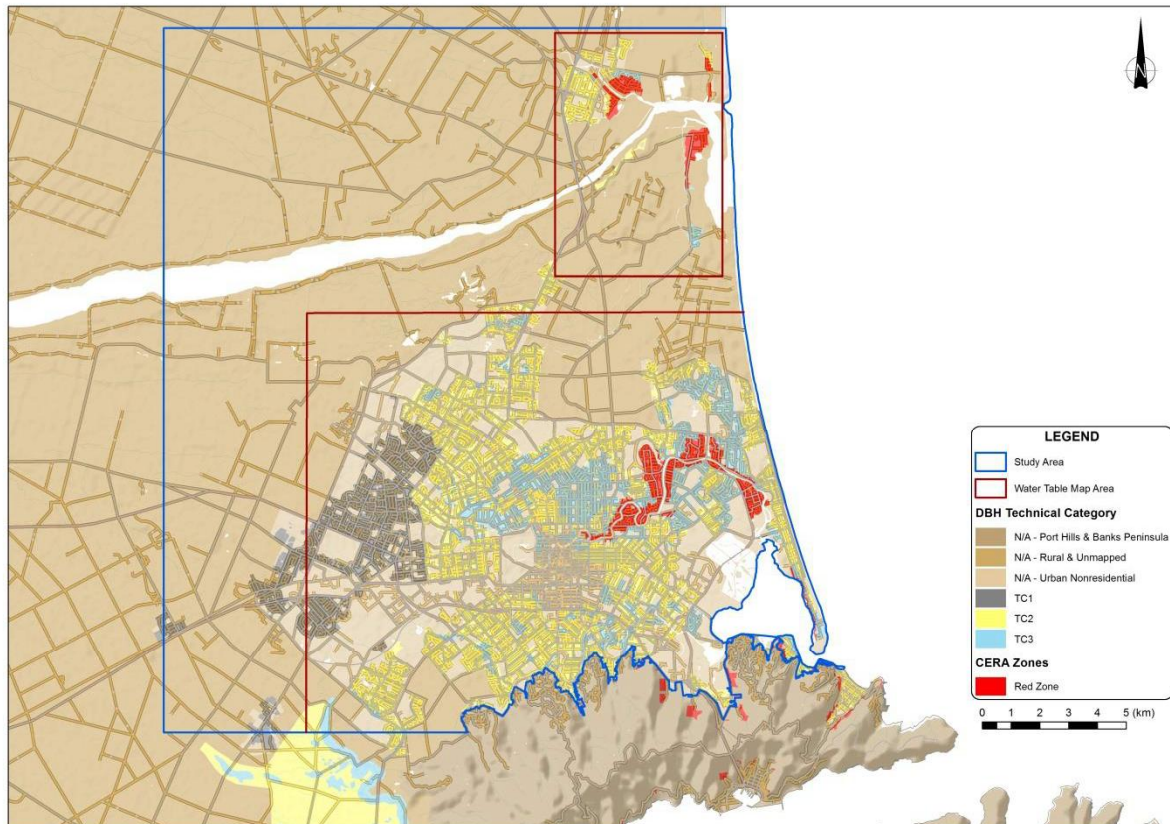 N
LEGEND
Study Area
Water Table Map Area
DBH Technical Category
N/A - Port Hills & Banks Peninsula
N/A - Rural & Unmapped
N/A - Urban Nonresidential
TC1
TC2
TC3
CERA Zones
Red Zone
0 1 2 3 4 5 (km)